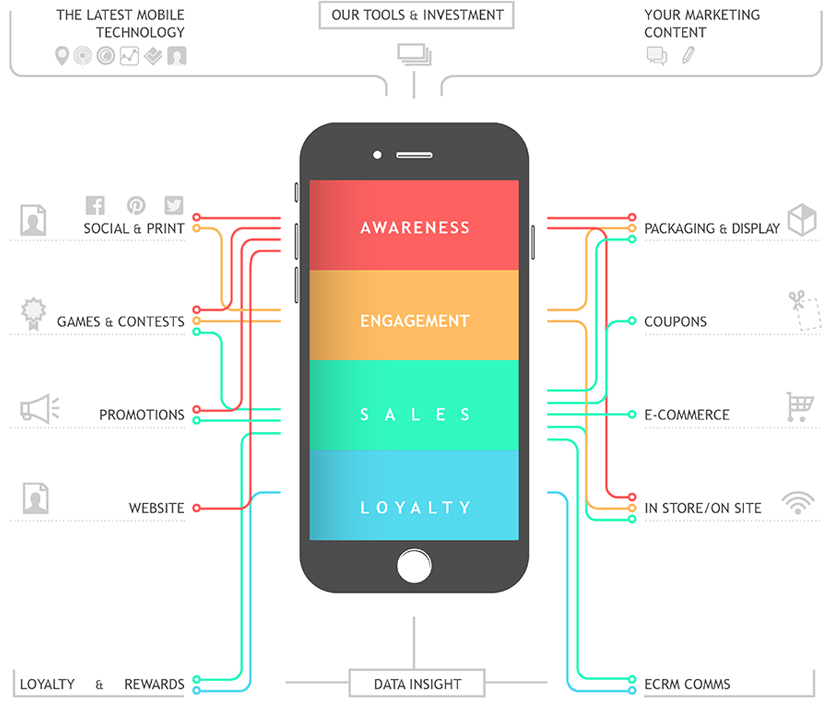 THE LATEST MOBILE
TECHNOLOGY
OUR TOOLS & INVESTMENT
YOUR MARKETING
CONTENT
SOCIAL & PRINT
AWARENESS
PACKAGING & DISPLAY
GAMES & CONTESTS
ENGAGEMENT
COUPONS
PROMOTIONS
SALES
E-COMMERCE
WEBSITE
LOYALTY
IN STORE/ON SITE
LOYALTY & REWARDS
DATA INSIGHT
ECRM COMMS